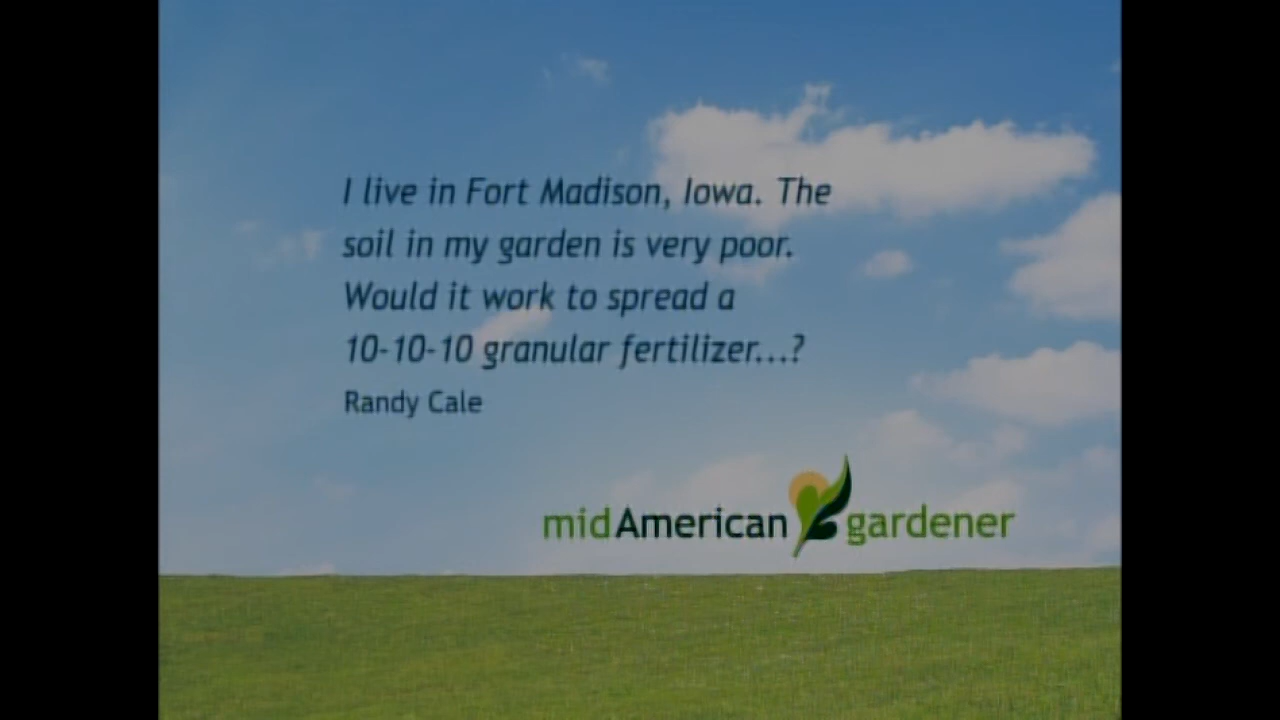 I live in Fort Madison, Iowa. The
soil in my garden is very poor.
Would it work to spread a
10-10-10 granular fertilizer...?
Randy Cale
midAmerican gardener